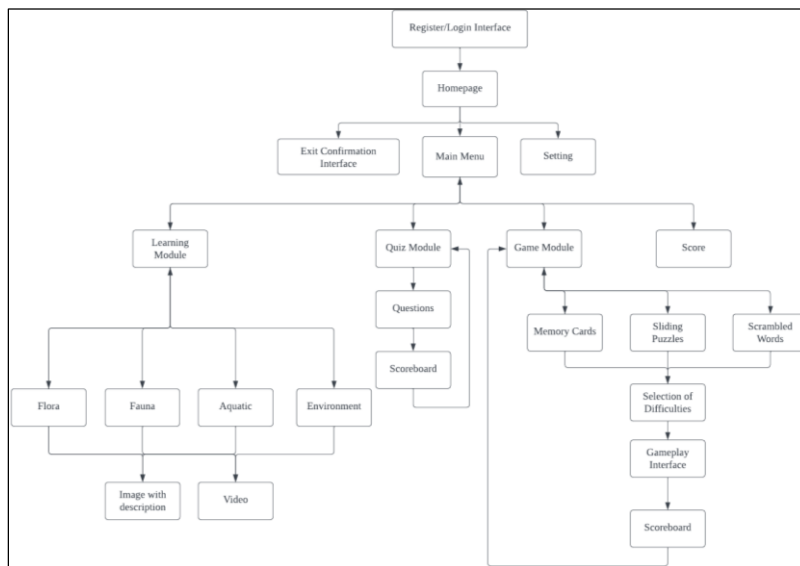 Register/Login Interface
Homepage
Exit Confirmation
Interface
Main Menu
Setting
Learning
Module
Quiz Module
Game Module
Score
Questions
Memory Cards
Sliding
Puzzles
Scrambled
Words
Scoreboard
Flora
Fauna
Aquatic
Environment
Selection of
Difficulties
Gameplay
Interface
Image with
description
Video
Scoreboard